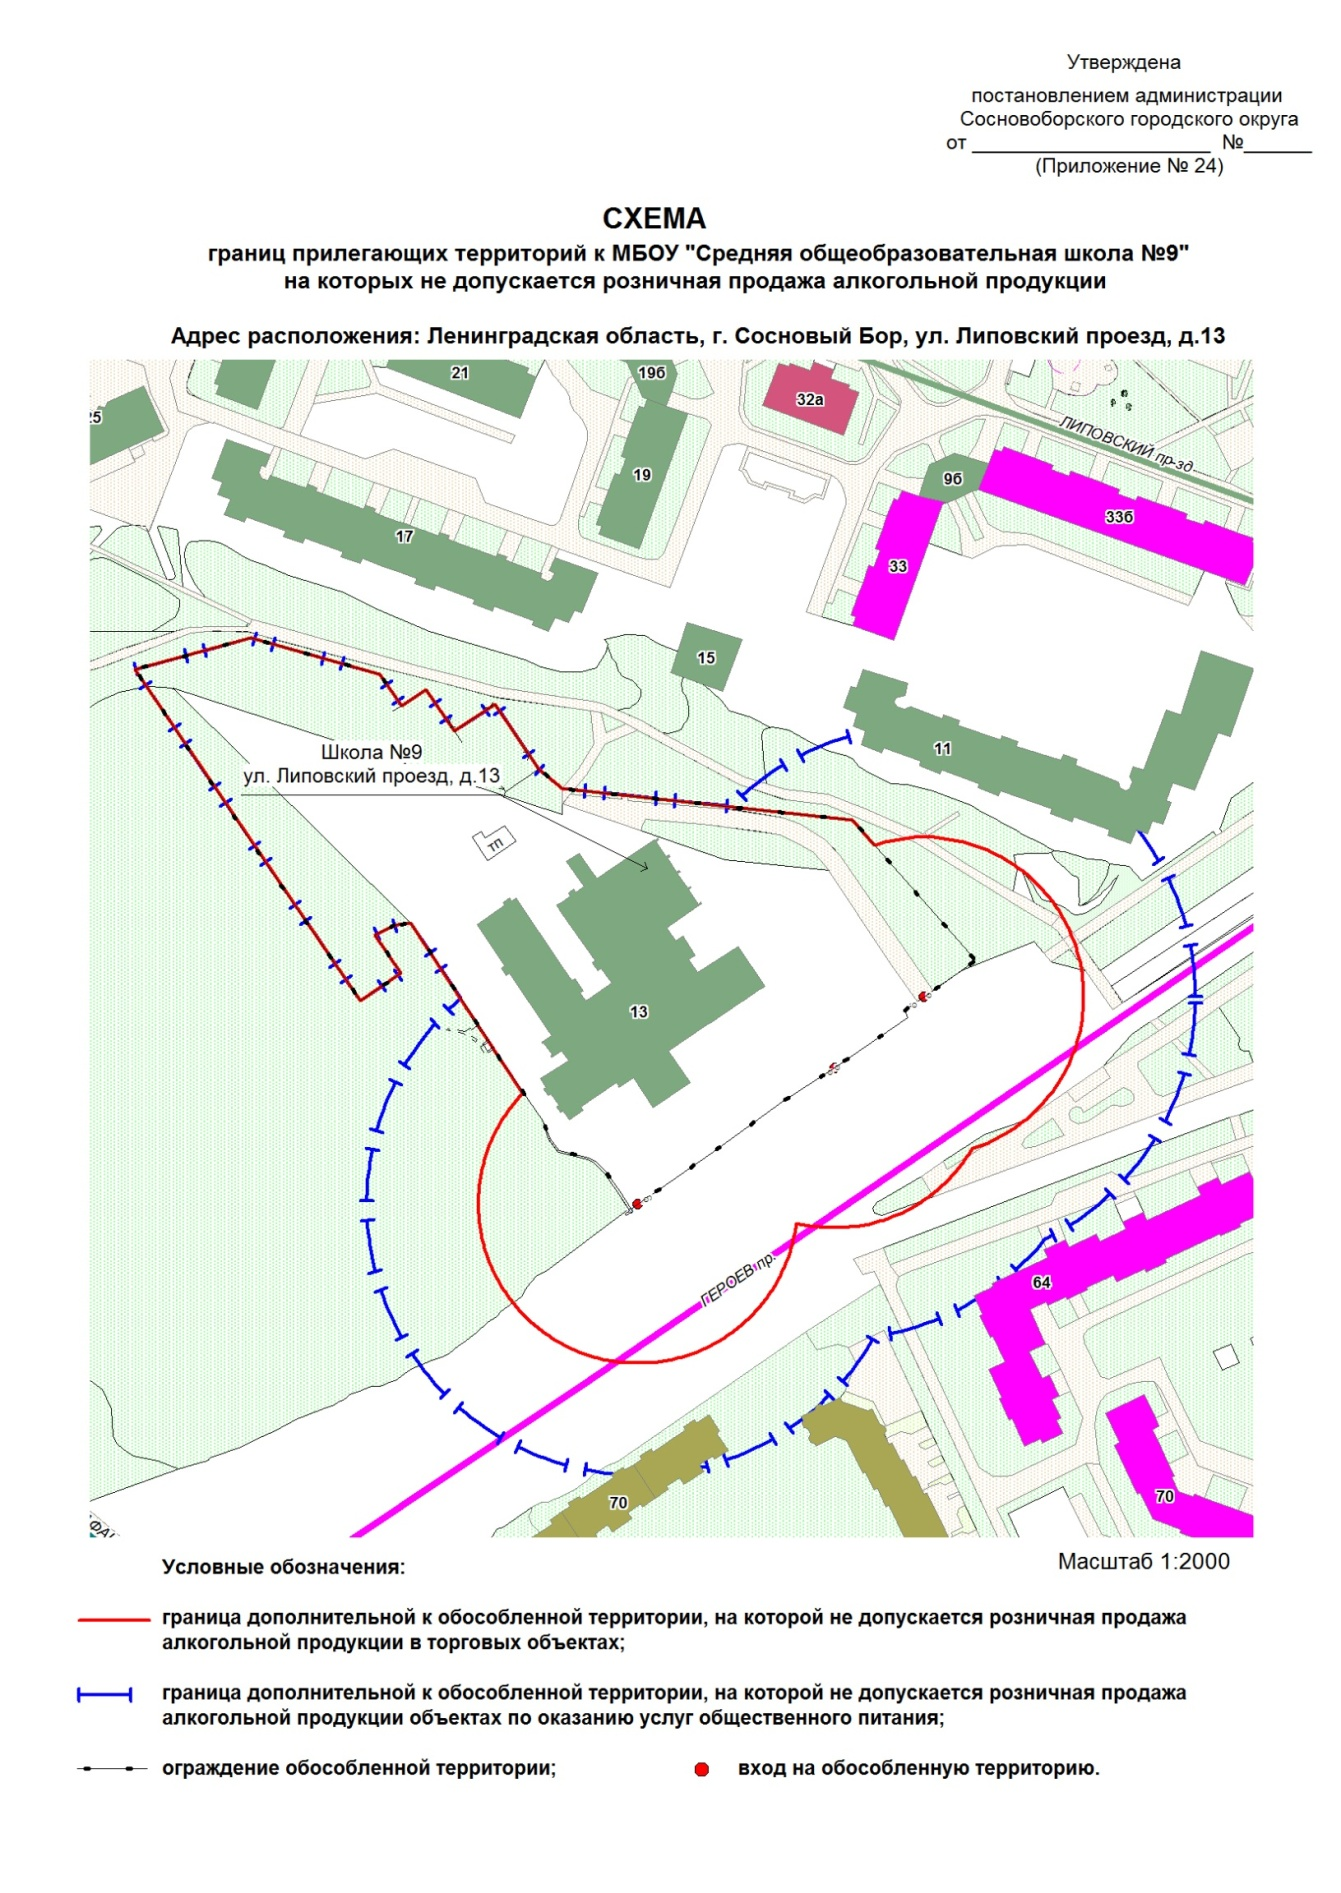 Утверждена
постановлением администрации
Сосновоборского городского округа
от ______________________ №______
(Приложение № 24)
СХЕМА
границ прилегающих территорий к МБОУ "Средняя общеобразовательная школа №9"
на которых не допускается розничная продажа алкогольной продукции
Адрес расположения: Ленинградская область, г. Сосновый Бор, ул. Липовский проезд, д.13
21
19б
32а
25
ЛИПОВСКИЙ пр-зд
19
9б
33б
17
33
15
11
Школа №9
ул. Липовский проезд, д.13
ТП
13
ГЕРОЕВ пр.
64
70
70
Масштаб 1:2000
Условные обозначения:
граница дополнительной к обособленной территории, на которой не допускается розничная продажа
алкогольной продукции в торговых объектах;
граница дополнительной к обособленной территории, на которой не допускается розничная продажа
алкогольной продукции объектах по оказанию услуг общественного питания;
ограждение обособленной территории;
вход на обособленную территорию.